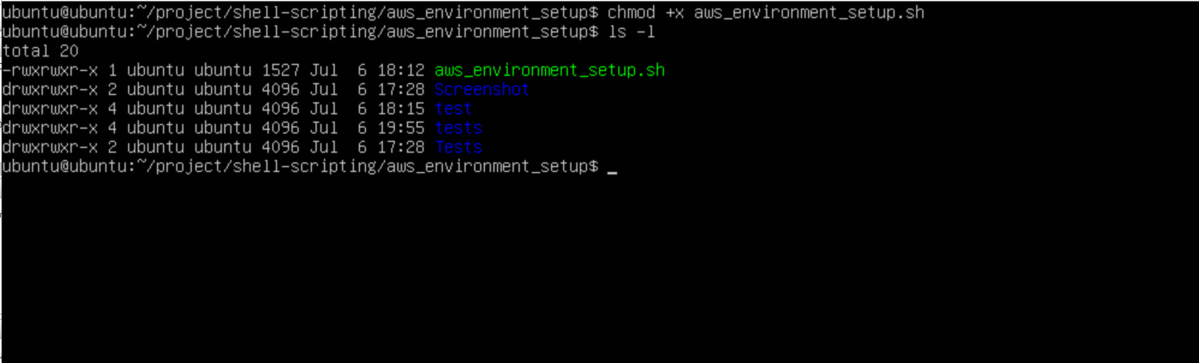 ubuntu@ubuntu:~/project/shell-scripting/aws_environment_setup$ chmod +x aws_environment_setup.sh
ubuntu@ubuntu:~/project/shell-scripting/aws_environment_setup$ ls -l
total 20
-rwxrwxr-x 1 ubuntu ubuntu 1527 Jul  6 18:12 aws_environment_setup.sh
drwxrwxr-x 2 ubuntu ubuntu 4096 Jul  6 17:28 Screenshot
drwxrwxr-x 4 ubuntu ubuntu 4096 Jul  6 18:15 test
drwxrwxr-x 4 ubuntu ubuntu 4096 Jul  6 19:55 tests
drwxrwxr-x 2 ubuntu ubuntu 4096 Jul  6 17:28 Tests
ubuntu@ubuntu:~/project/shell-scripting/aws_environment_setup$ _